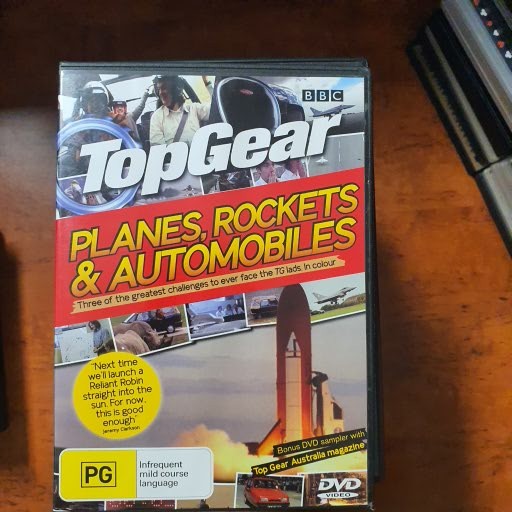 BBC
TopGear
PLANES, ROCKETS
& AUTOMOBILES
Three of the greatest challenges to ever face the TG lads. In colour
"Next time
we'll launch a
Reliant Robin
straight into the
sun. For now..
this is good
enough"
Jeremy Clarkson
Bonus DVD sampler with
Top Gear Australia magazine
PG
Infrequent
mild course
language
DVD
VIDEO